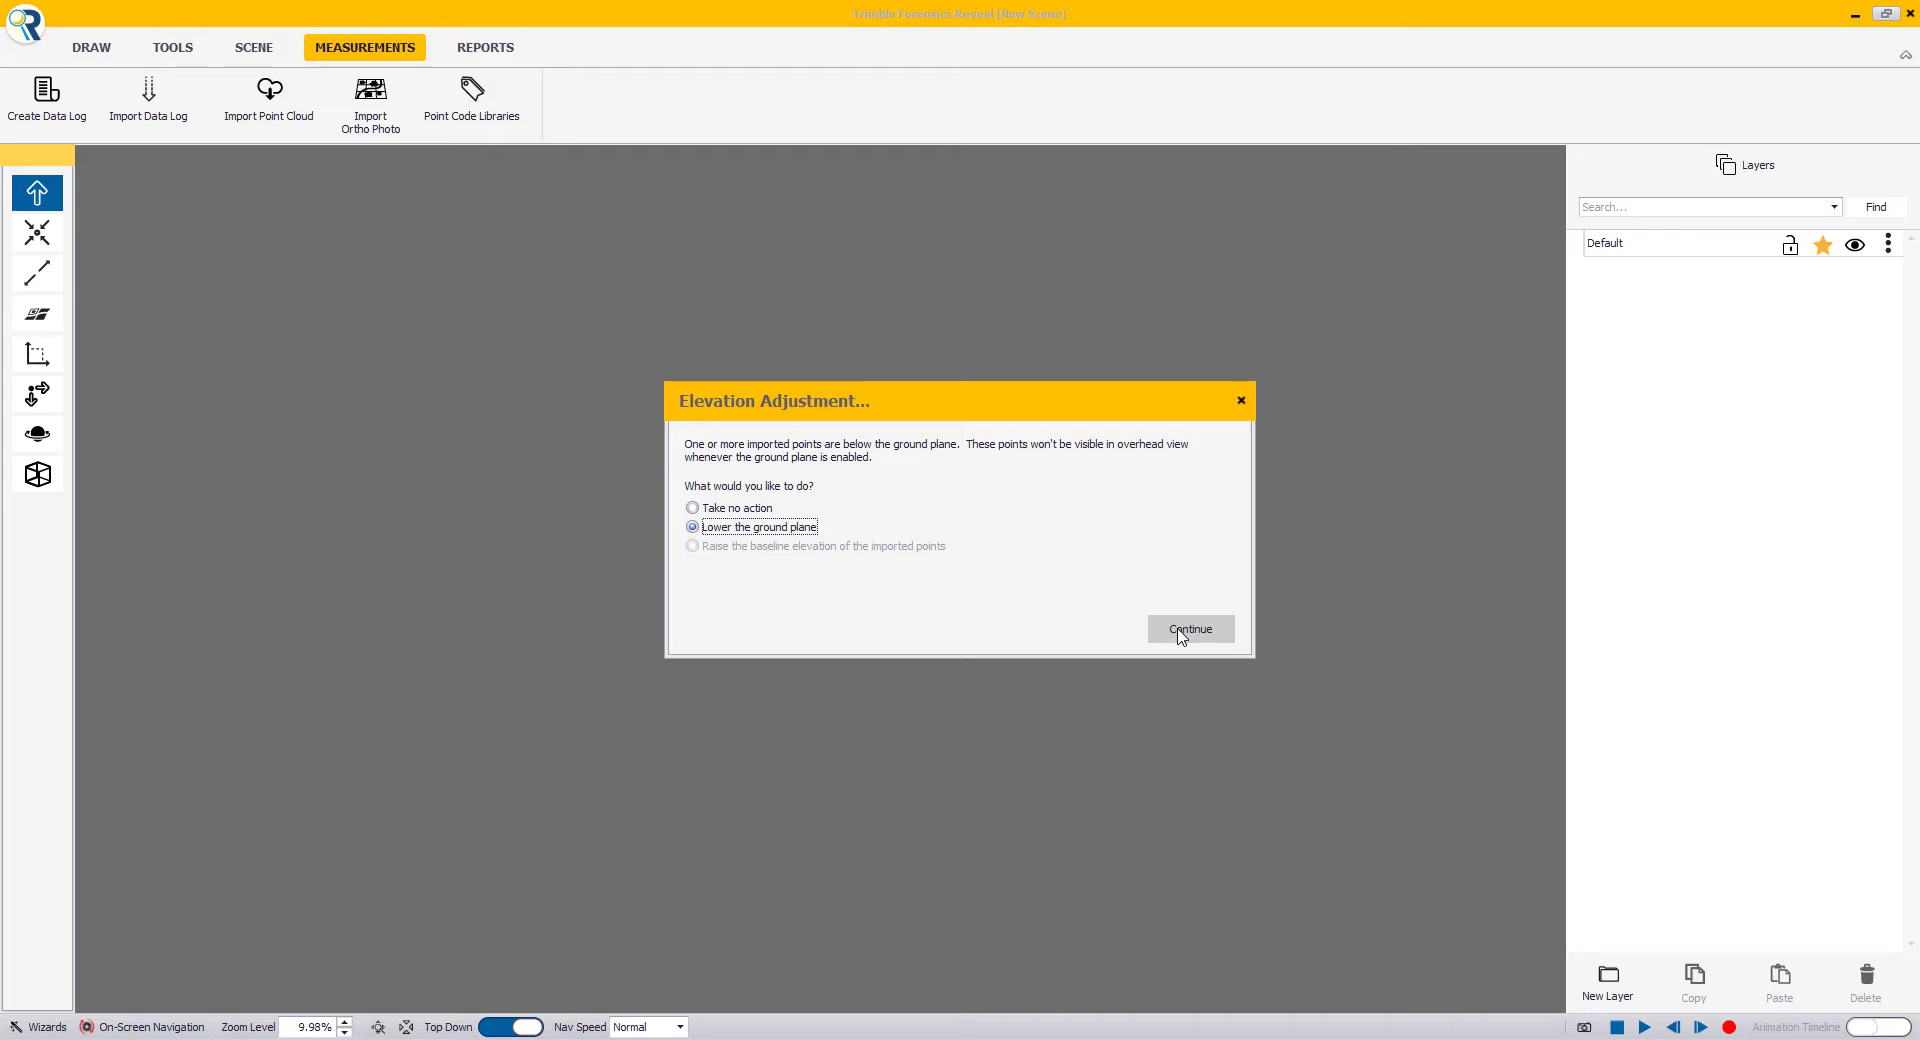 Trimble Forensics Reveal [New Scene]
DRAW TOOLS SCENE MEASUREMENTS REPORTS
Create Data Log
Import Data Log
Import Point Cloud
Import
Ortho Photo
Point Code Libraries
Layers
Search...
Find
Default
Elevation Adjustment...
One or more imported points are below the ground plane. These points won't be visible in overhead view
whenever the ground plane is enabled.
What would you like to do?
Take no action
Lower the ground plane
Raise the baseline elevation of the imported points
Continue
New Layer
Copy
Paste
Delete
Wizards On-Screen Navigation Zoom Level 9.98% Top Down Nav Speed Normal Animation Timeline